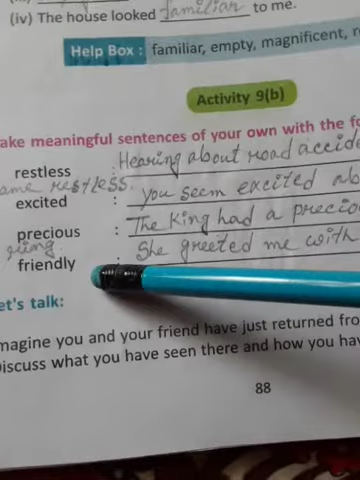 (iv) The house looked familiar to me.
Help Box : familiar, empty, magnificent, r
Activity 9(b)
ake meaningful sentences of your own with the fo
restless : Hearing about road accide
ame restless.
excited : you seem excited ab
precious : The King had a precio
friendly : She greeted me with
et's talk:
magine you and your friend have just returned fro
Discuss what you have seen there and how you hav
88